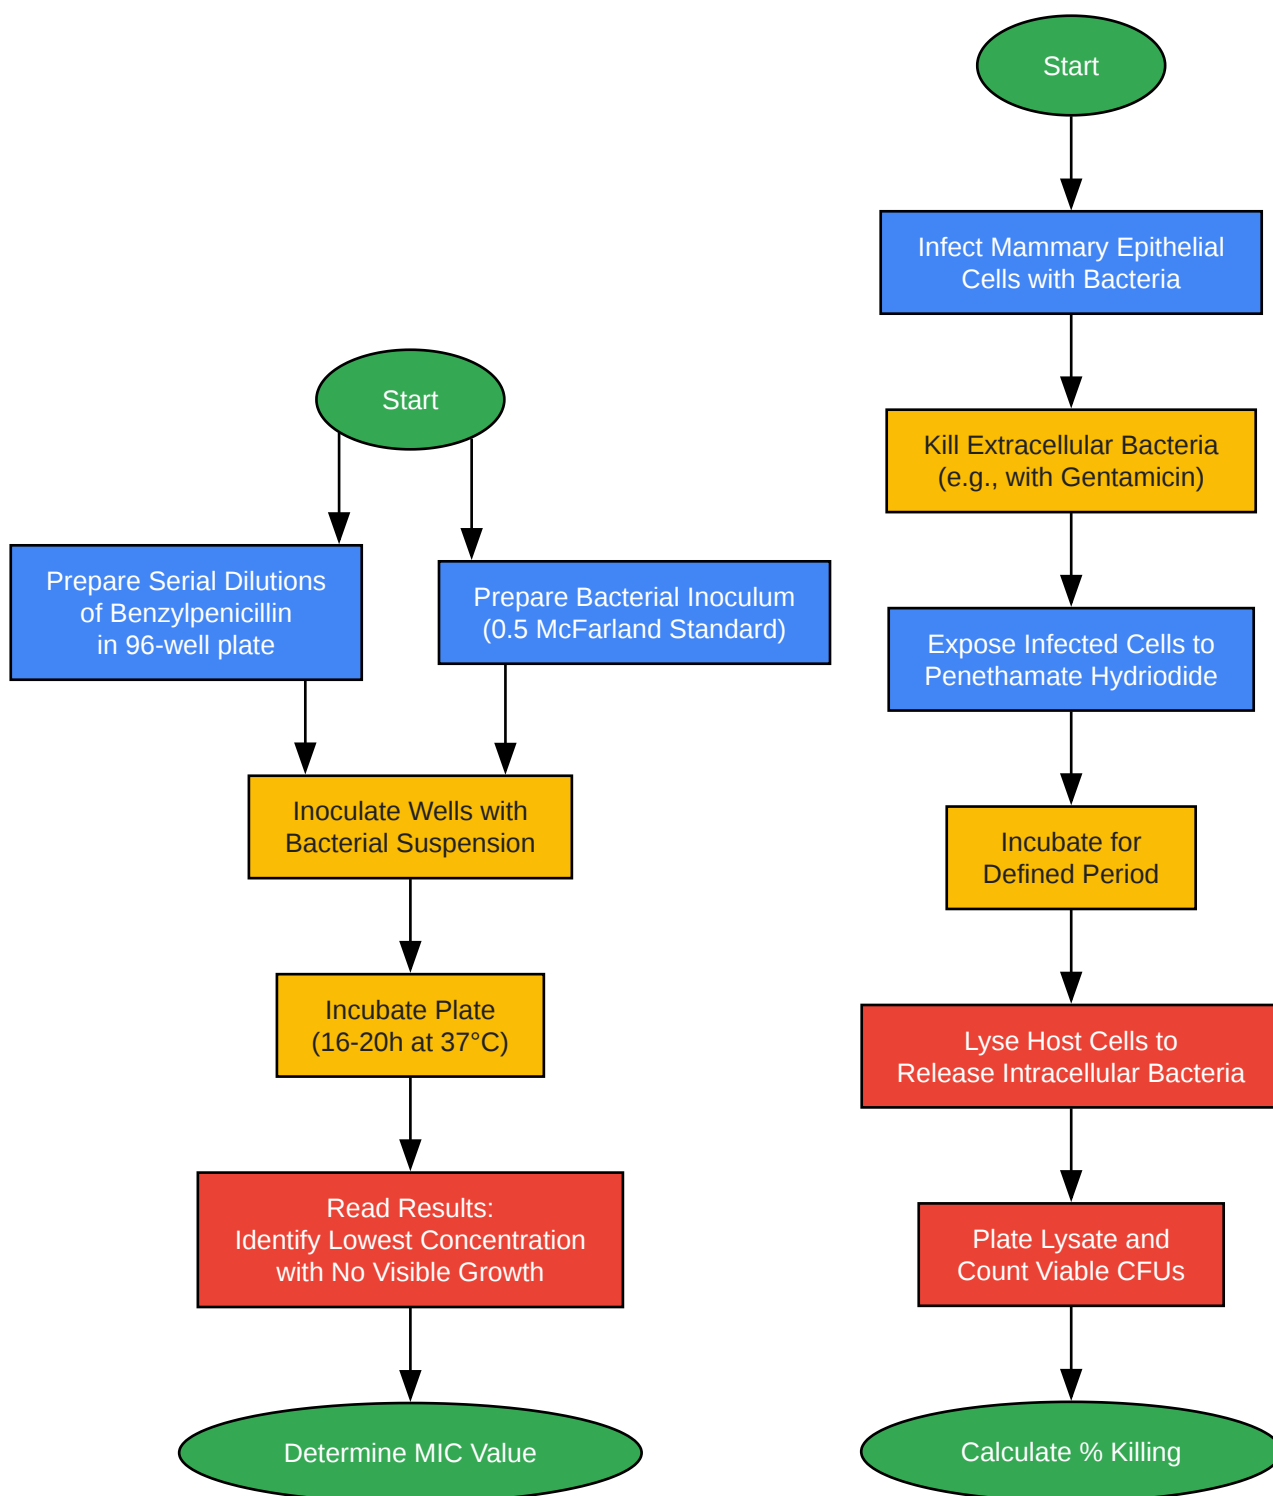 Start
Prepare Serial Dilutions
of Benzylpenicillin
in 96-well plate
Prepare Bacterial Inoculum
(0.5 McFarland Standard)
Inoculate Wells with
Bacterial Suspension
Incubate Plate
(16-20h at 37°C)
Read Results:
Identify Lowest Concentration
with No Visible Growth
Determine MIC Value
Start
Infect Mammary Epithelial
Cells with Bacteria
Kill Extracellular Bacteria
(e.g., with Gentamicin)
Expose Infected Cells to
Penethamate Hydriodide
Incubate for
Defined Period
Lyse Host Cells to
Release Intracellular Bacteria
Plate Lysate and
Count Viable CFUs
Calculate % Killing